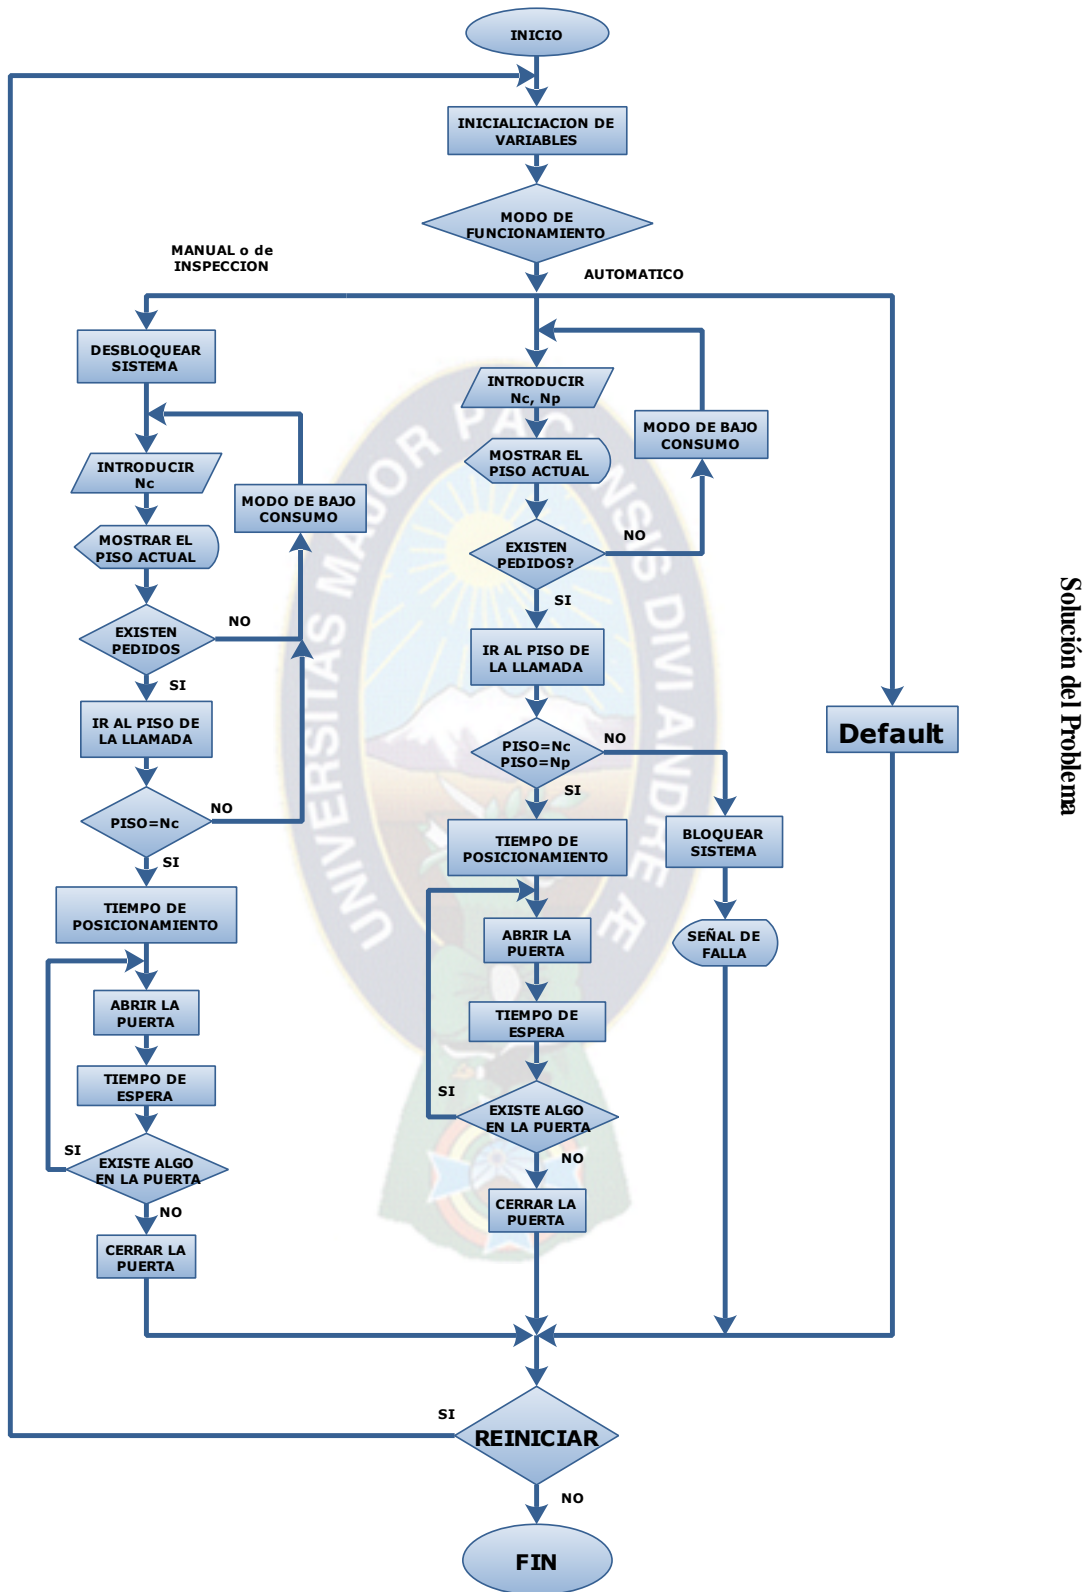 INICIO
INICIALICIACION DE
VARIABLES
MODO DE
FUNCIONAMIENTO
MANUAL o de
INSPECCION
AUTOMATICO
DESBLOQUEAR
SISTEMA
INTRODUCIR
Nc
MOSTRAR EL
PISO ACTUAL
MODO DE BAJO
CONSUMO
EXISTEN
PEDIDOS
NO
SI
IR AL PISO DE
LA LLAMADA
PISO=Nc
NO
SI
TIEMPO DE
POSICIONAMIENTO
ABRIR LA
PUERTA
TIEMPO DE
ESPERA
SI
EXISTE ALGO
EN LA PUERTA
NO
CERRAR LA
PUERTA
INTRODUCIR
Nc, Np
MOSTRAR EL
PISO ACTUAL
MODO DE BAJO
CONSUMO
EXISTEN
PEDIDOS?
NO
SI
IR AL PISO DE
LA LLAMADA
PISO=Nc
PISO=Np
NO
SI
TIEMPO DE
POSICIONAMIENTO
BLOQUEAR
SISTEMA
SEÑAL DE
FALLA
ABRIR LA
PUERTA
TIEMPO DE
ESPERA
SI
EXISTE ALGO
EN LA PUERTA
NO
CERRAR LA
PUERTA
Default
REINICIAR
SI
NO
FIN
Solución del Problema
UNIVERSITAS MAJOR PACENSIS DIVI ANDRE Æ